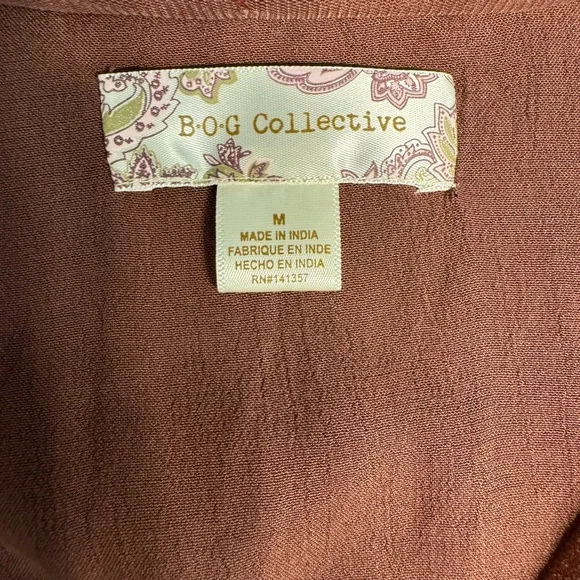 B·O·G Collective
M
MADE IN INDIA
FABRIQUE EN INDE
HECHO EN INDIA
RN#141357